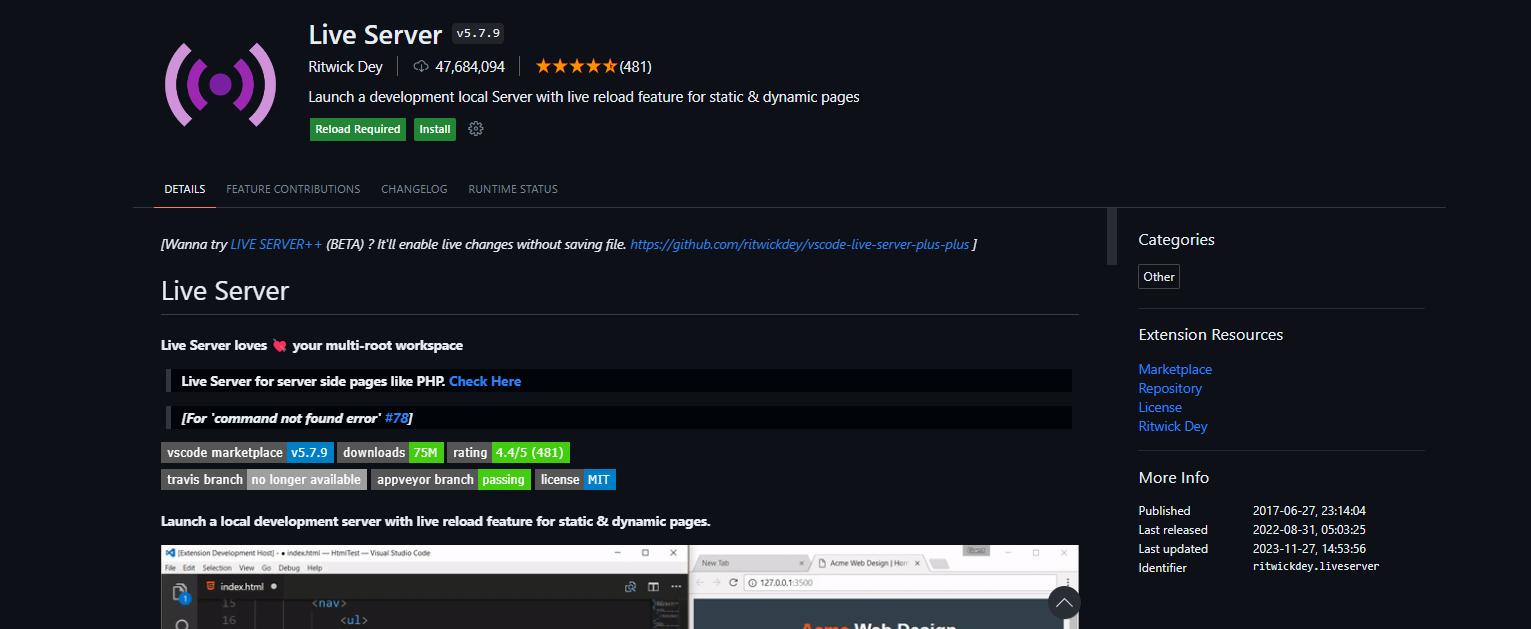 Live Server v5.7.9
Ritwick Dey 47,684,094 (481)
Launch a development local Server with live reload feature for static & dynamic pages
Reload Required Install
DETAILS FEATURE CONTRIBUTIONS CHANGELOG RUNTIME STATUS
[Wanna try LIVE SERVER++ (BETA) ? It'll enable live changes without saving file. https://github.com/ritwickdey/vscode-live-server-plus-plus ]
Live Server
Live Server loves 💘 your multi-root workspace
Live Server for server side pages like PHP. Check Here
[For 'command not found error' #78]
vscode marketplace v5.7.9 downloads 75M rating 4.4/5 (481)
travis branch no longer available appveyor branch passing license MIT
Launch a local development server with live reload feature for static & dynamic pages.
[Extension Development Host] - ● index.html — HtmlTest — Visual Studio Code
File Edit Selection View Go Debug Help
index.html ●
1
15 <nav>
16 <ul>
New Tab Acme Web Design | Hom
Guest
127.0.0.1:3500
Acme Web Design
Categories
Other
Extension Resources
Marketplace
Repository
License
Ritwick Dey
More Info
Published 2017-06-27, 23:14:04
Last released 2022-08-31, 05:03:25
Last updated 2023-11-27, 14:53:56
Identifier ritwickdey.liveserver